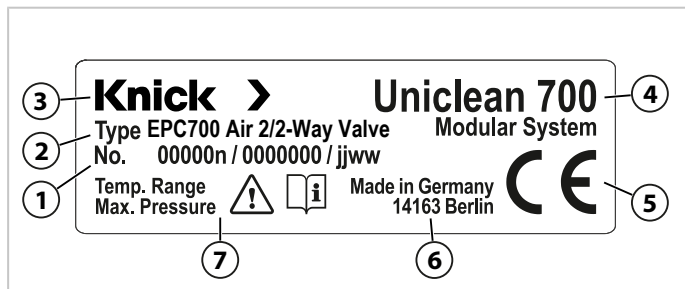 Knick >
Uniclean 700
Modular System
Type EPC700 Air 2/2-Way Valve
No. 00000n / 0000000 / jjww
Temp. Range
Max. Pressure
Made in Germany
14163 Berlin
CE
3
2
1
4
5
7
6